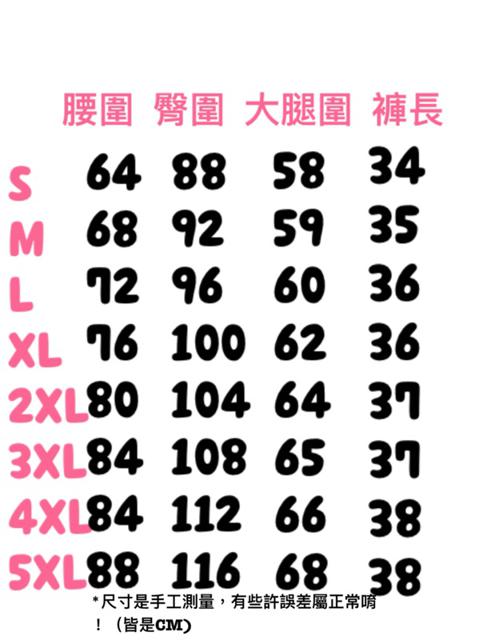 腰圍 臀圍 大腿圍 褲長
S 64 88 58 34
M 68 92 59 35
L 72 96 60 36
XL 76 100 62 36
2XL 80 104 64 37
3XL 84 108 65 37
4XL 84 112 66 38
5XL 88 116 68 38
*尺寸是手工測量，有些許誤差屬正常唷
！（皆是CM)